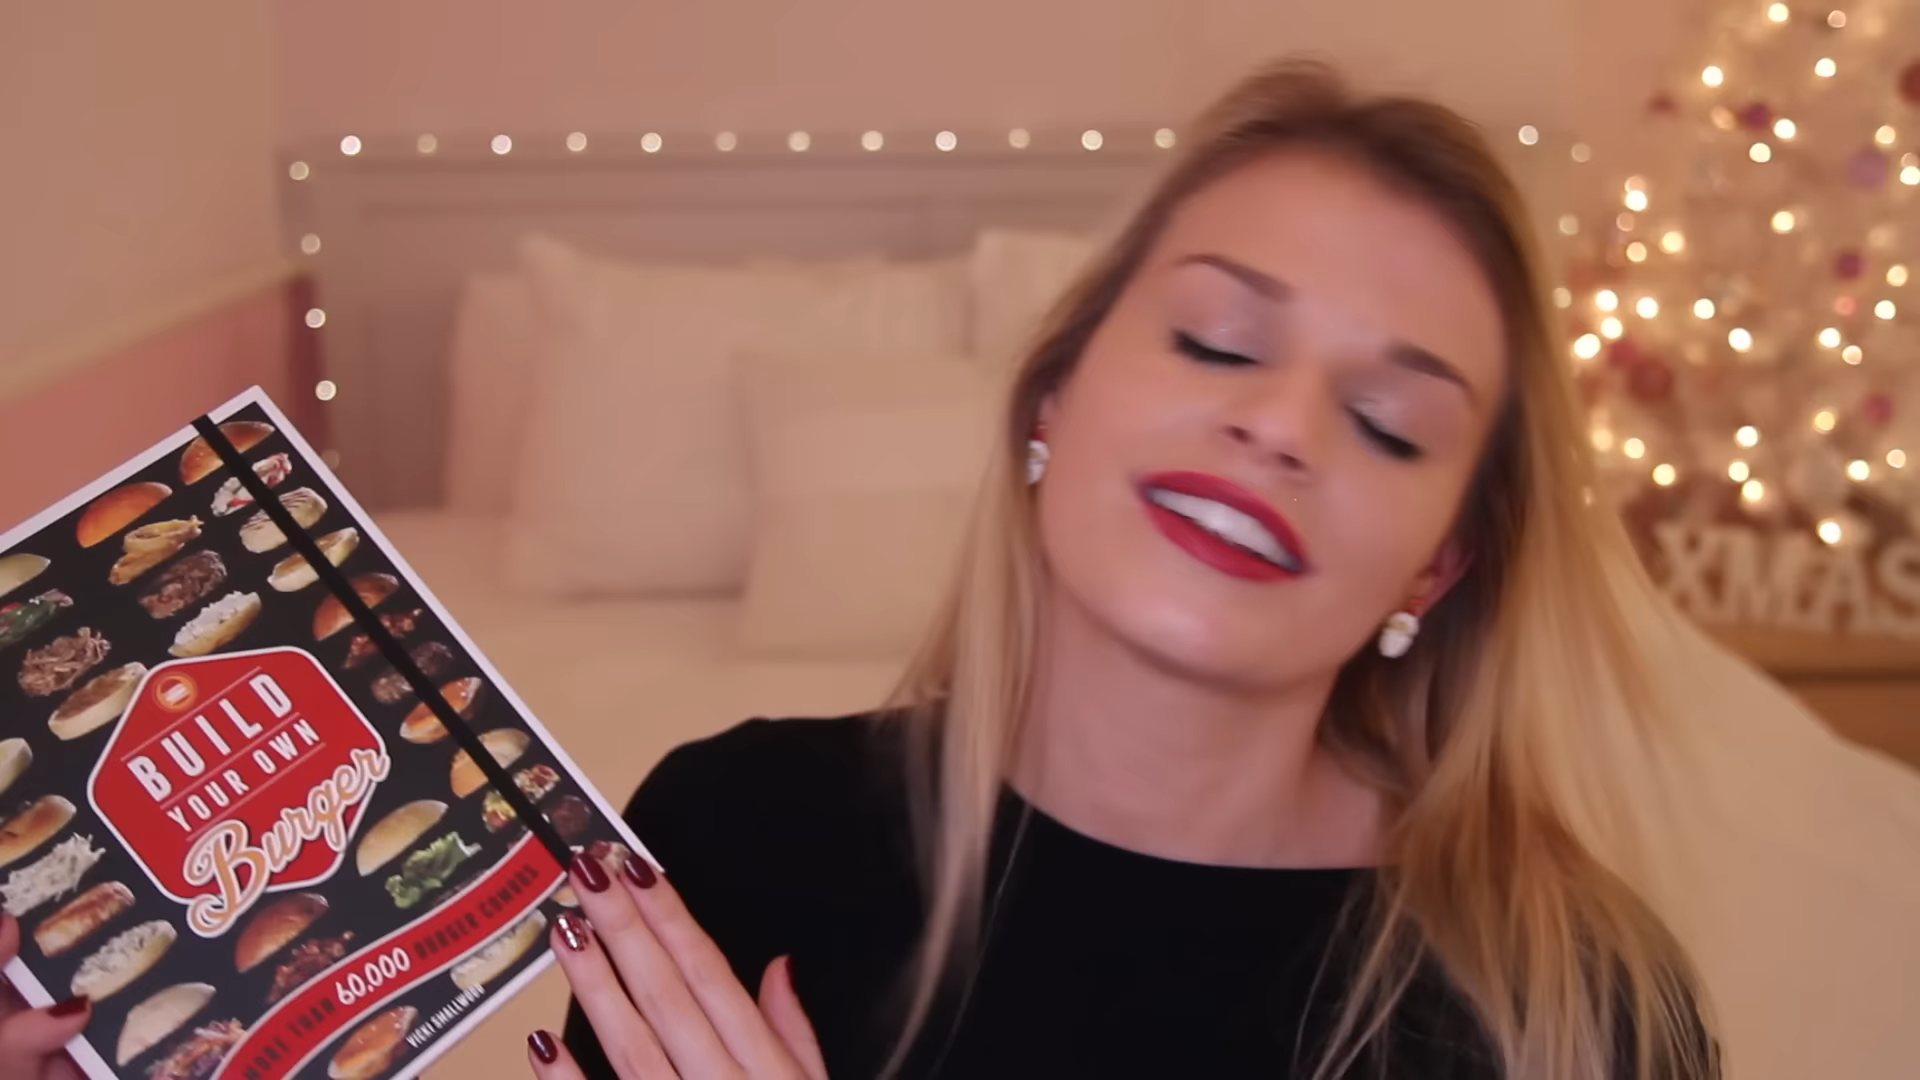 BUILD
YOUR OWN
Burger
MORE THAN 60,000 BURGER COMBOS
VICKI SMALLWOOD
XMAS